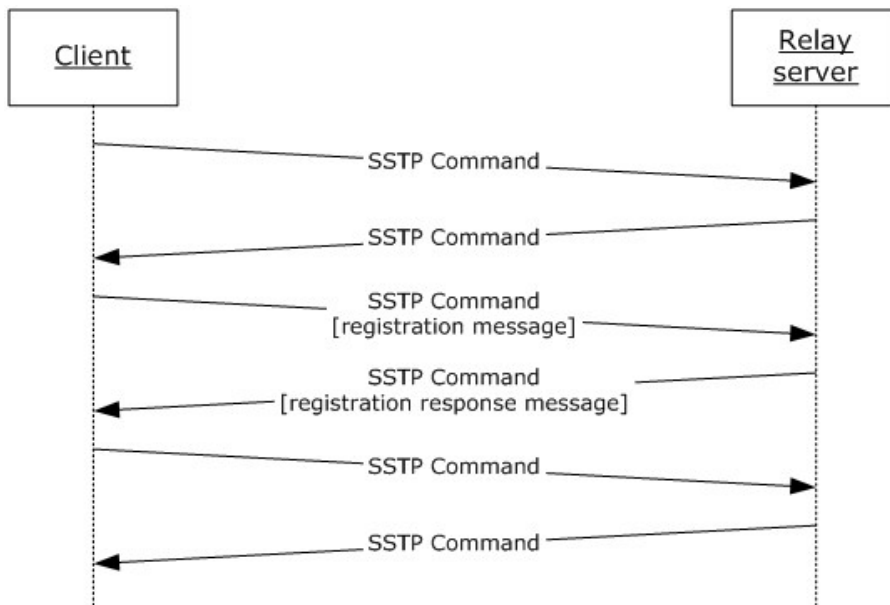 Client
Relay
server
SSTP Command
SSTP Command
SSTP Command
[registration message]
SSTP Command
[registration response message]
SSTP Command
SSTP Command